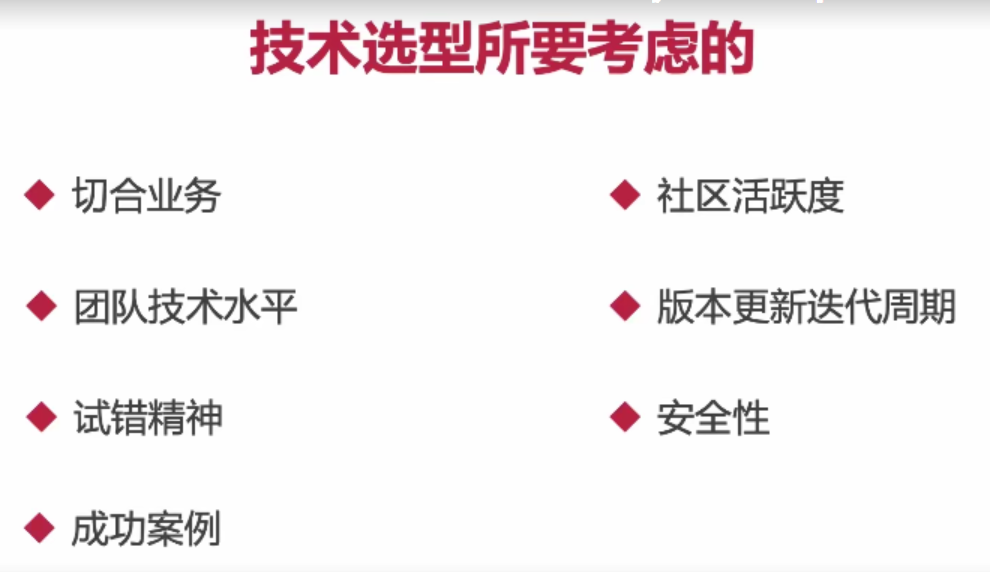 技术选型所要考虑的
切合业务
团队技术水平
试错精神
成功案例
社区活跃度
版本更新迭代周期
安全性